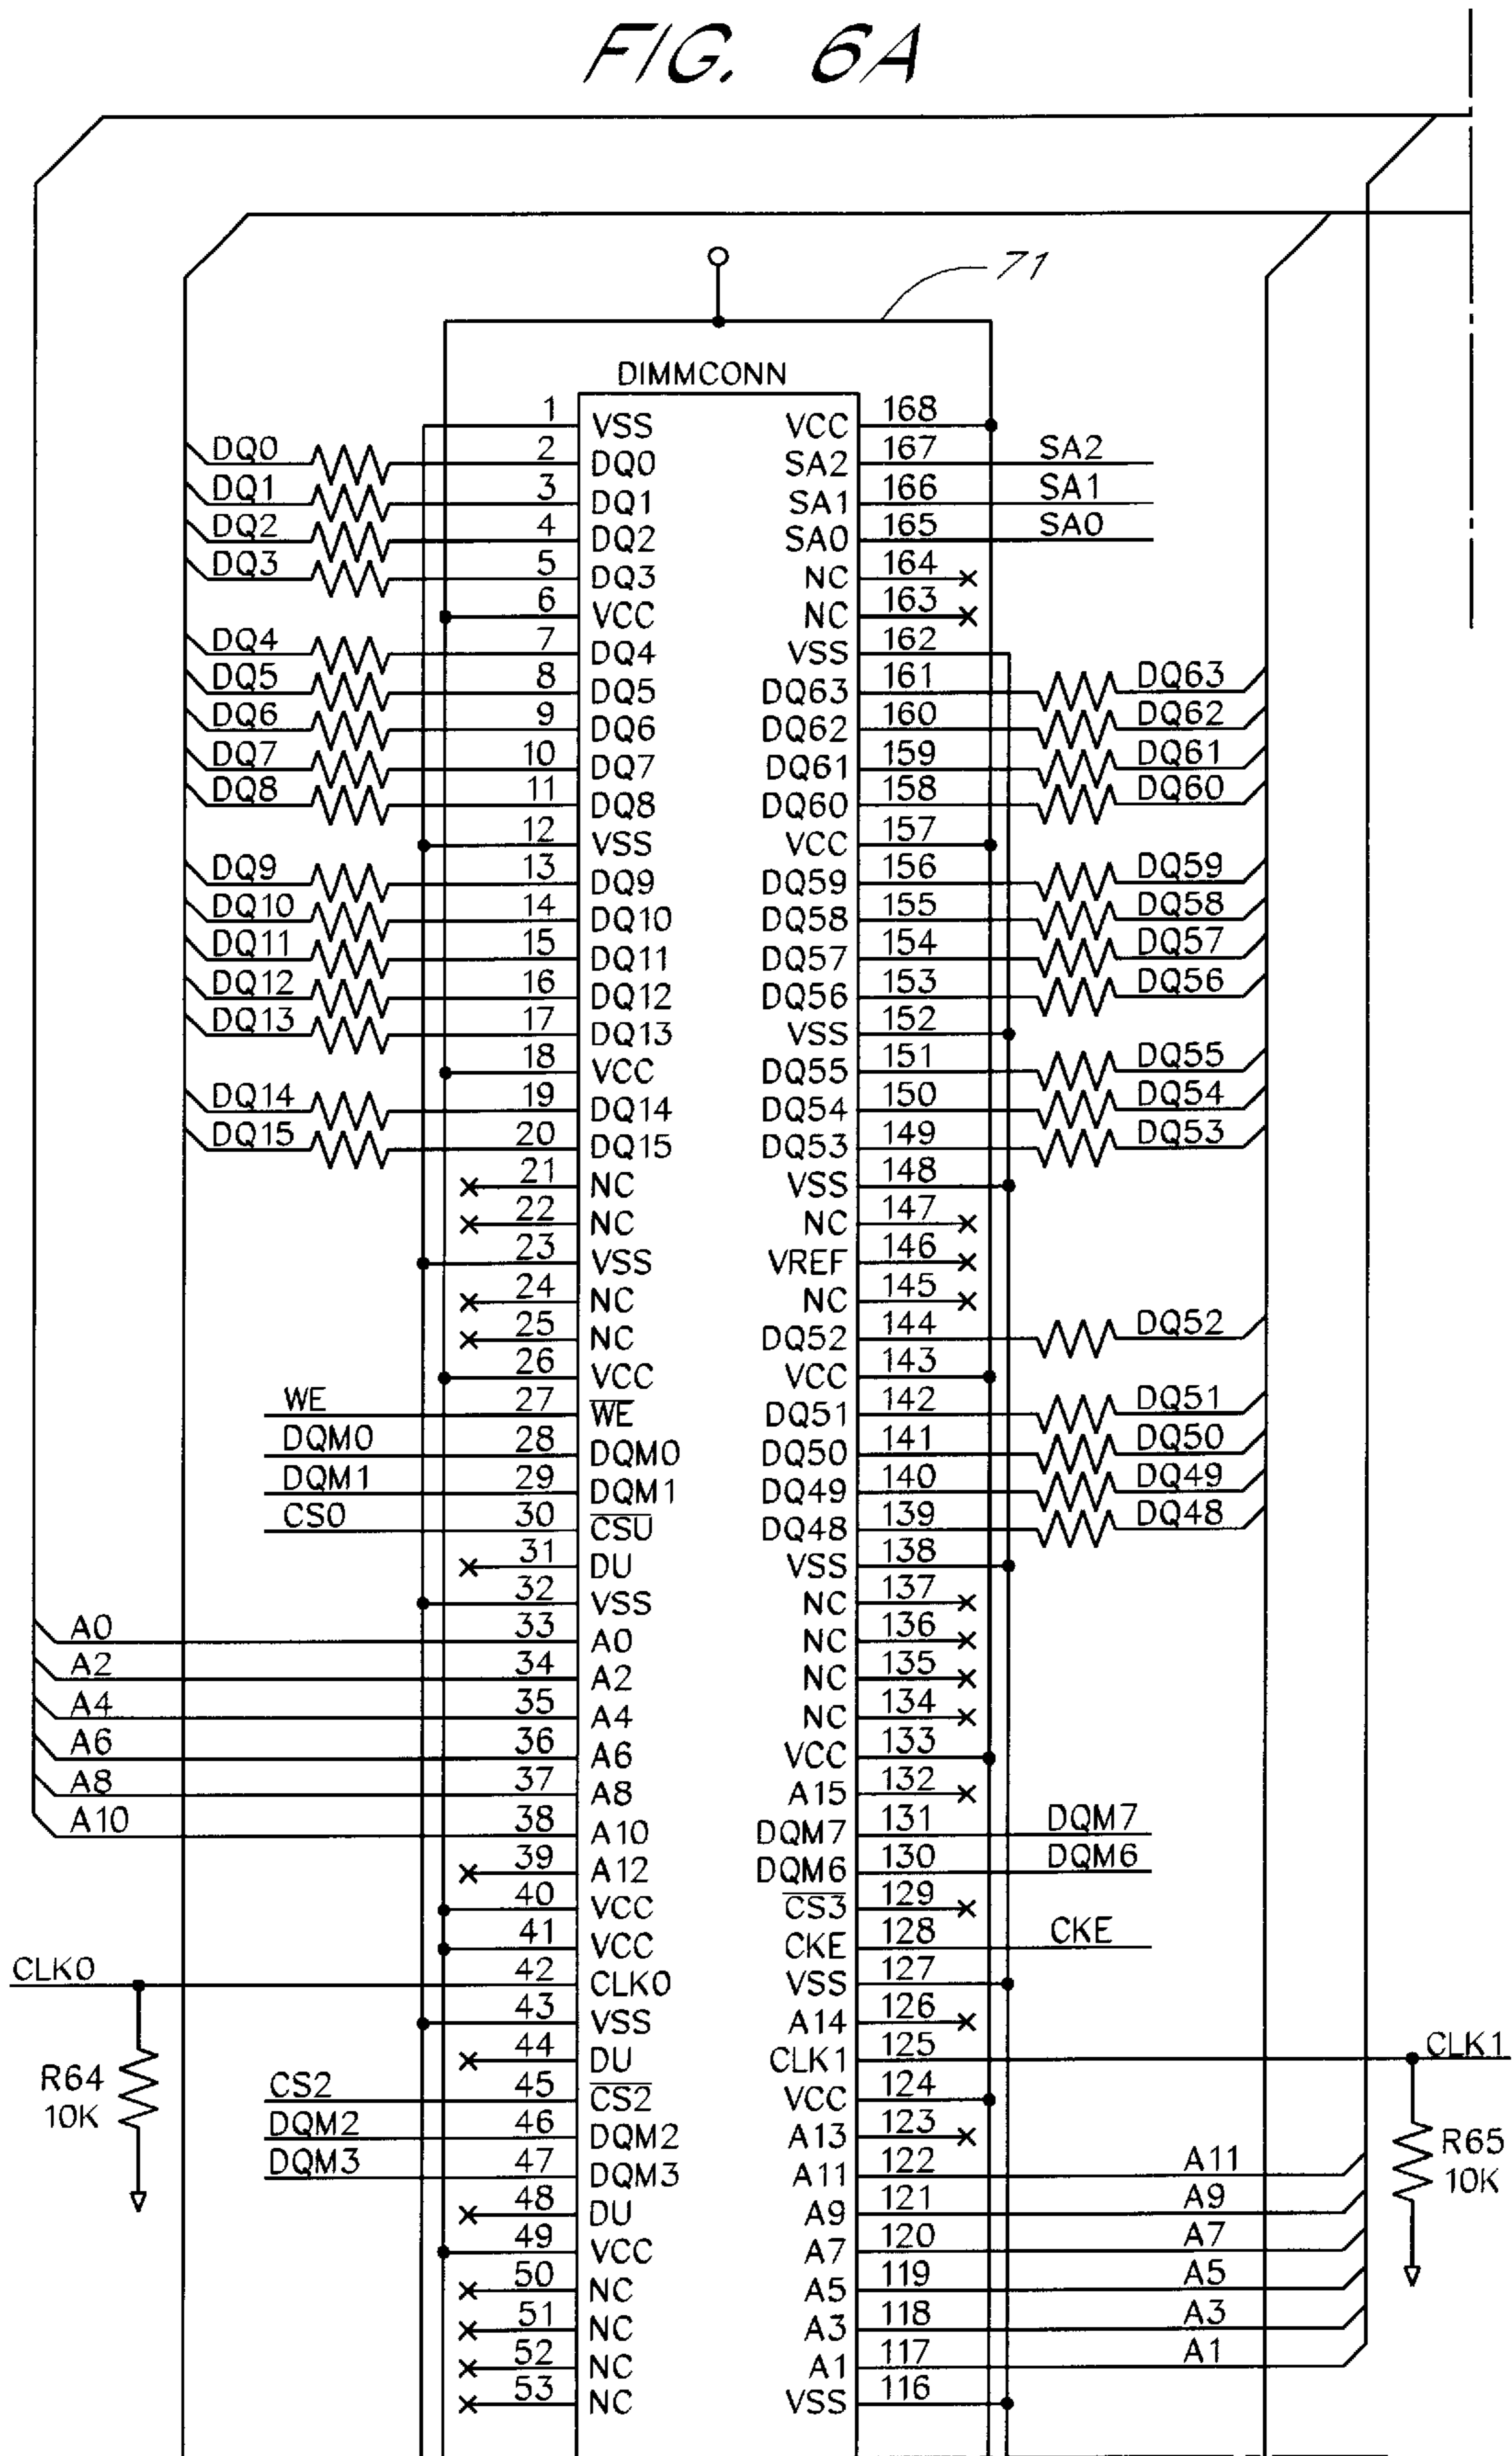 FIG. 6A
71
DIMMCONN
1 VSS VCC 168
DQ0 2 DQ0 SA2 167 SA2
DQ1 3 DQ1 SA1 166 SA1
DQ2 4 DQ2 SA0 165 SA0
DQ3 5 DQ3 NC 164
6 VCC NC 163
DQ4 7 DQ4 VSS 162
DQ5 8 DQ5 DQ63 161 DQ63
DQ6 9 DQ6 DQ62 160 DQ62
DQ7 10 DQ7 DQ61 159 DQ61
DQ8 11 DQ8 DQ60 158 DQ60
12 VSS VCC 157
DQ9 13 DQ9 DQ59 156 DQ59
DQ10 14 DQ10 DQ58 155 DQ58
DQ11 15 DQ11 DQ57 154 DQ57
DQ12 16 DQ12 DQ56 153 DQ56
DQ13 17 DQ13 VSS 152
18 VCC DQ55 151 DQ55
DQ14 19 DQ14 DQ54 150 DQ54
DQ15 20 DQ15 DQ53 149 DQ53
21 NC VSS 148
22 NC NC 147
23 VSS VREF 146
24 NC NC 145
25 NC DQ52 144 DQ52
26 VCC VCC 143
WE 27 W̅E̅ DQ51 142 DQ51
DQM0 28 DQM0 DQ50 141 DQ50
DQM1 29 DQM1 DQ49 140 DQ49
CS0 30 C̅S̅U̅ DQ48 139 DQ48
31 DU VSS 138
32 VSS NC 137
A0 33 A0 NC 136
A2 34 A2 NC 135
A4 35 A4 NC 134
A6 36 A6 VCC 133
A8 37 A8 A15 132
A10 38 A10 DQM7 131 DQM7
39 A12 DQM6 130 DQM6
40 VCC C̅S̅3̅ 129
41 VCC CKE 128 CKE
CLK0 42 CLK0 VSS 127
43 VSS A14 126
44 DU CLK1 125 CLK1
R64
10K
CS2 45 C̅S̅2̅ VCC 124
DQM2 46 DQM2 A13 123
DQM3 47 DQM3 A11 122 A11
R65
10K
48 DU A9 121 A9
49 VCC A7 120 A7
50 NC A5 119 A5
51 NC A3 118 A3
52 NC A1 117 A1
53 NC VSS 116